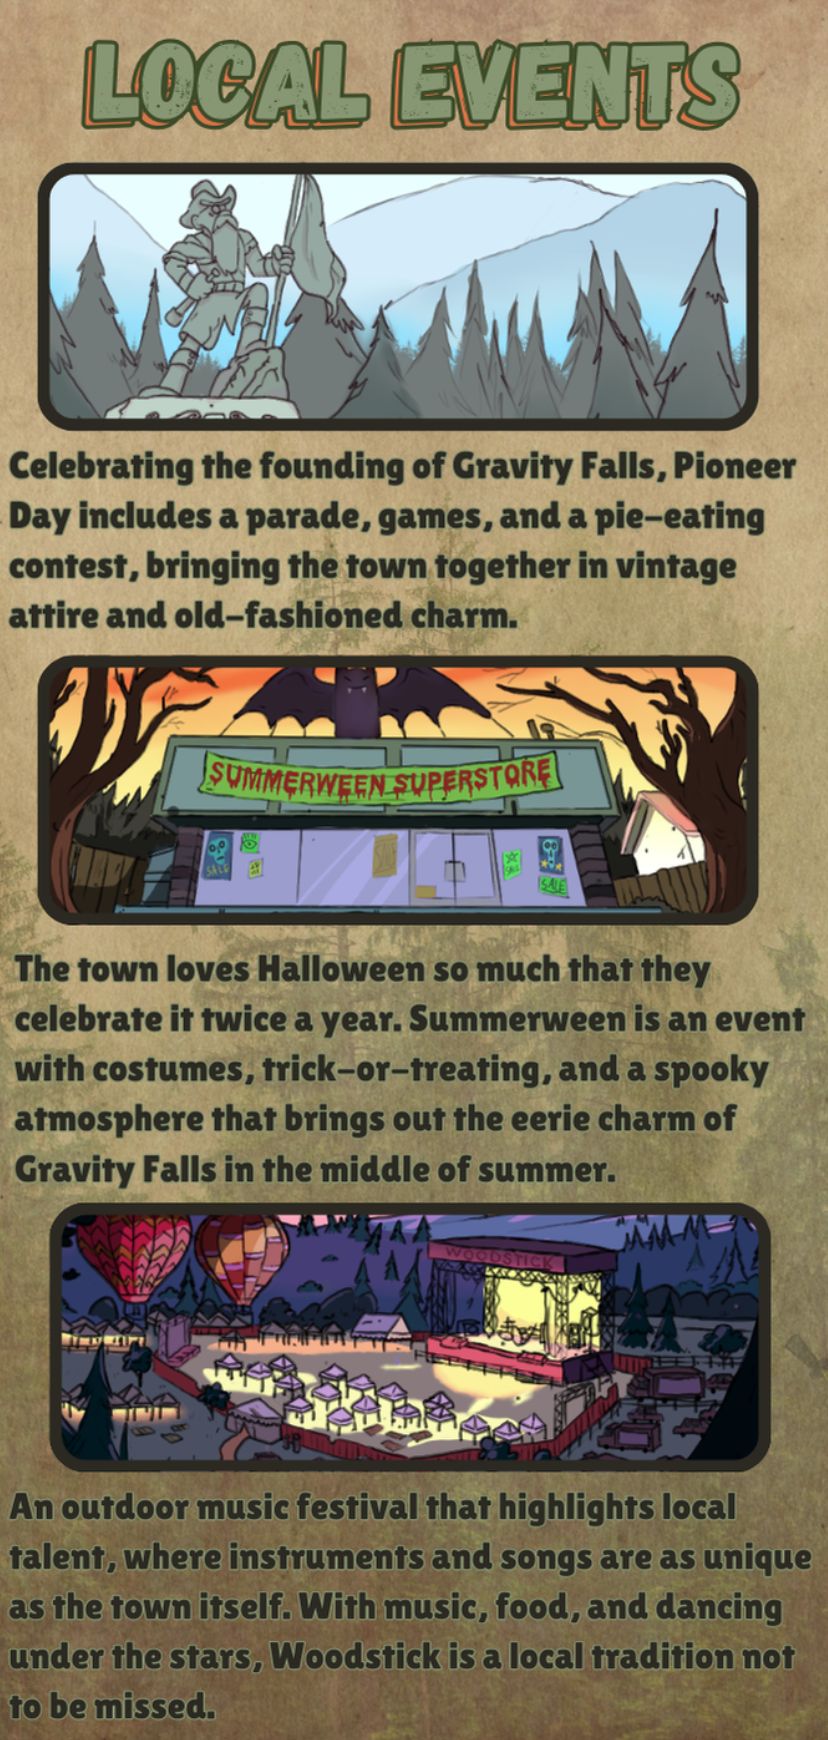 LOCAL EVENTS
Celebrating the founding of Gravity Falls, Pioneer
Day includes a parade, games, and a pie-eating
contest, bringing the town together in vintage
attire and old-fashioned charm.
SUMMERWEEN SUPERSTORE
SALE
SALE
SALE
The town loves Halloween so much that they
celebrate it twice a year. Summerween is an event
with costumes, trick-or-treating, and a spooky
atmosphere that brings out the eerie charm of
Gravity Falls in the middle of summer.
WOODSTICK
An outdoor music festival that highlights local
talent, where instruments and songs are as unique
as the town itself. With music, food, and dancing
under the stars, Woodstick is a local tradition not
to be missed.